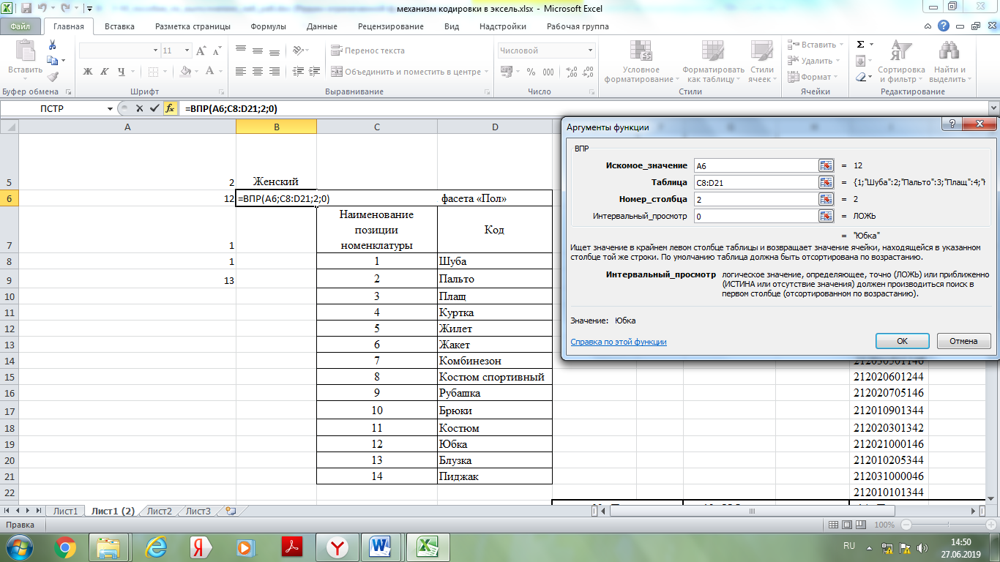 механизм кодировки в эксель.xlsx - Microsoft Excel
Файл Главная Вставка Разметка страницы Формулы Данные Рецензирование Вид Надстройки Рабочая группа
Вставить
Буфер обмена
11
Ж К Ч
Шрифт
Перенос текста
Объединить и поместить в центре
Выравнивание
Числовой
% 000
Число
Условное форматирование
Форматировать как таблицу
Стили ячеек
Стили
Вставить
Удалить
Формат
Ячейки
Сортировка и фильтр
Найти и выделить
Редактирование
ПСТР
=ВПР(A6;C8:D21;2;0)
A B C D
5 2 Женский
6 12 =ВПР(A6;C8:D21;2;0) фасета «Пол»
7 1 Наименование позиции номенклатуры Код
8 1 1 Шуба
9 13 2 Пальто
10 3 Плащ
11 4 Куртка
12 5 Жилет
13 6 Жакет
14 7 Комбинезон
15 8 Костюм спортивный 212020601244
16 9 Рубашка 212020705146
17 10 Брюки 212010901344
18 11 Костюм 212020301342
19 12 Юбка 212021000146
20 13 Блузка 212010205344
21 14 Пиджак 212031000046
22 212010101344
Аргументы функции
ВПР
Искомое_значение A6 = 12
Таблица C8:D21 = {1;"Шуба":2;"Пальто":3;"Плащ":4;"
Номер_столбца 2 = 2
Интервальный_просмотр 0 = ЛОЖЬ
= "Юбка"
Ищет значение в крайнем левом столбце таблицы и возвращает значение ячейки, находящейся в указанном
столбце той же строки. По умолчанию таблица должна быть отсортирована по возрастанию.
Интервальный_просмотр логическое значение, определяющее, точно (ЛОЖЬ) или приближенно
(ИСТИНА или отсутствие значения) должен производиться поиск в
первом столбце (отсортированном по возрастанию).
Значение: Юбка
Справка по этой функции
ОК Отмена
Лист1 Лист1 (2) Лист2 Лист3
Правка
100%
RU
14:50
27.06.2019